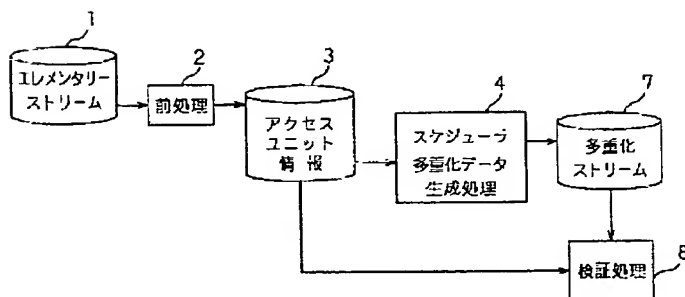 1
エレメンタリー
ストリーム
2
前処理
3
アクセス
ユニット
情報
4
スケジューラ
多重化データ
生成処理
7
多重化
ストリーム
検証処理
8